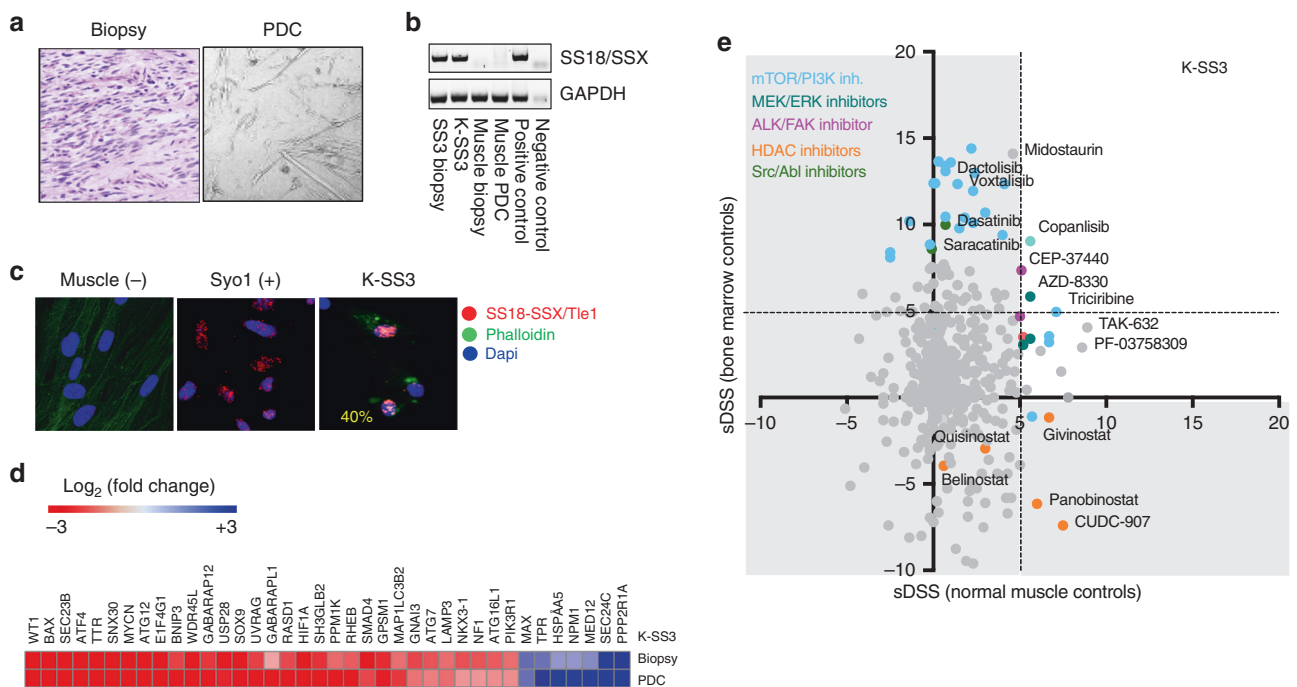 a
Biopsy
PDC
b
SS18/SSX
GAPDH
SS3 biopsy
K-SS3
Muscle biopsy
Muscle PDC
Positive control
Negative control
c
Muscle (–)
Syo1 (+)
K-SS3
40%
SS18-SSX/Tle1
Phalloidin
Dapi
d
Log2 (fold change)
–3
+3
WT1
BAX
SEC23B
ATF4
TTR
SNX30
MYCN
ATG12
E1F4G1
BNIP3
WDR45L
GABARAP12
USP28
SOX9
UVRAG
GABARAPL1
RASD1
HIF1A
SH3GLB2
PPM1K
RHEB
SMAD4
GPSM1
MAP1LC3B2
GNAI3
ATG7
LAMP3
NKX3-1
NF1
ATG16L1
PIK3R1
MAX
TPR
HSPAA5
NPM1
MED12
SEC24C
PPP2R1A
K-SS3
Biopsy
PDC
e
K-SS3
mTOR/PI3K inh.
MEK/ERK inhibitors
ALK/FAK inhibitor
HDAC inhibitors
Src/Abl inhibitors
20
15
10
5
–5
–10
–10
–5
0
5
10
15
20
Midostaurin
Dactolisib
Voxtalisib
Dasatinib
Copanlisib
Saracatinib
CEP-37440
AZD-8330
Triciribine
TAK-632
PF-03758309
Quisinostat
Givinostat
Belinostat
Panobinostat
CUDC-907
sDSS (bone marrow controls)
sDSS (normal muscle controls)